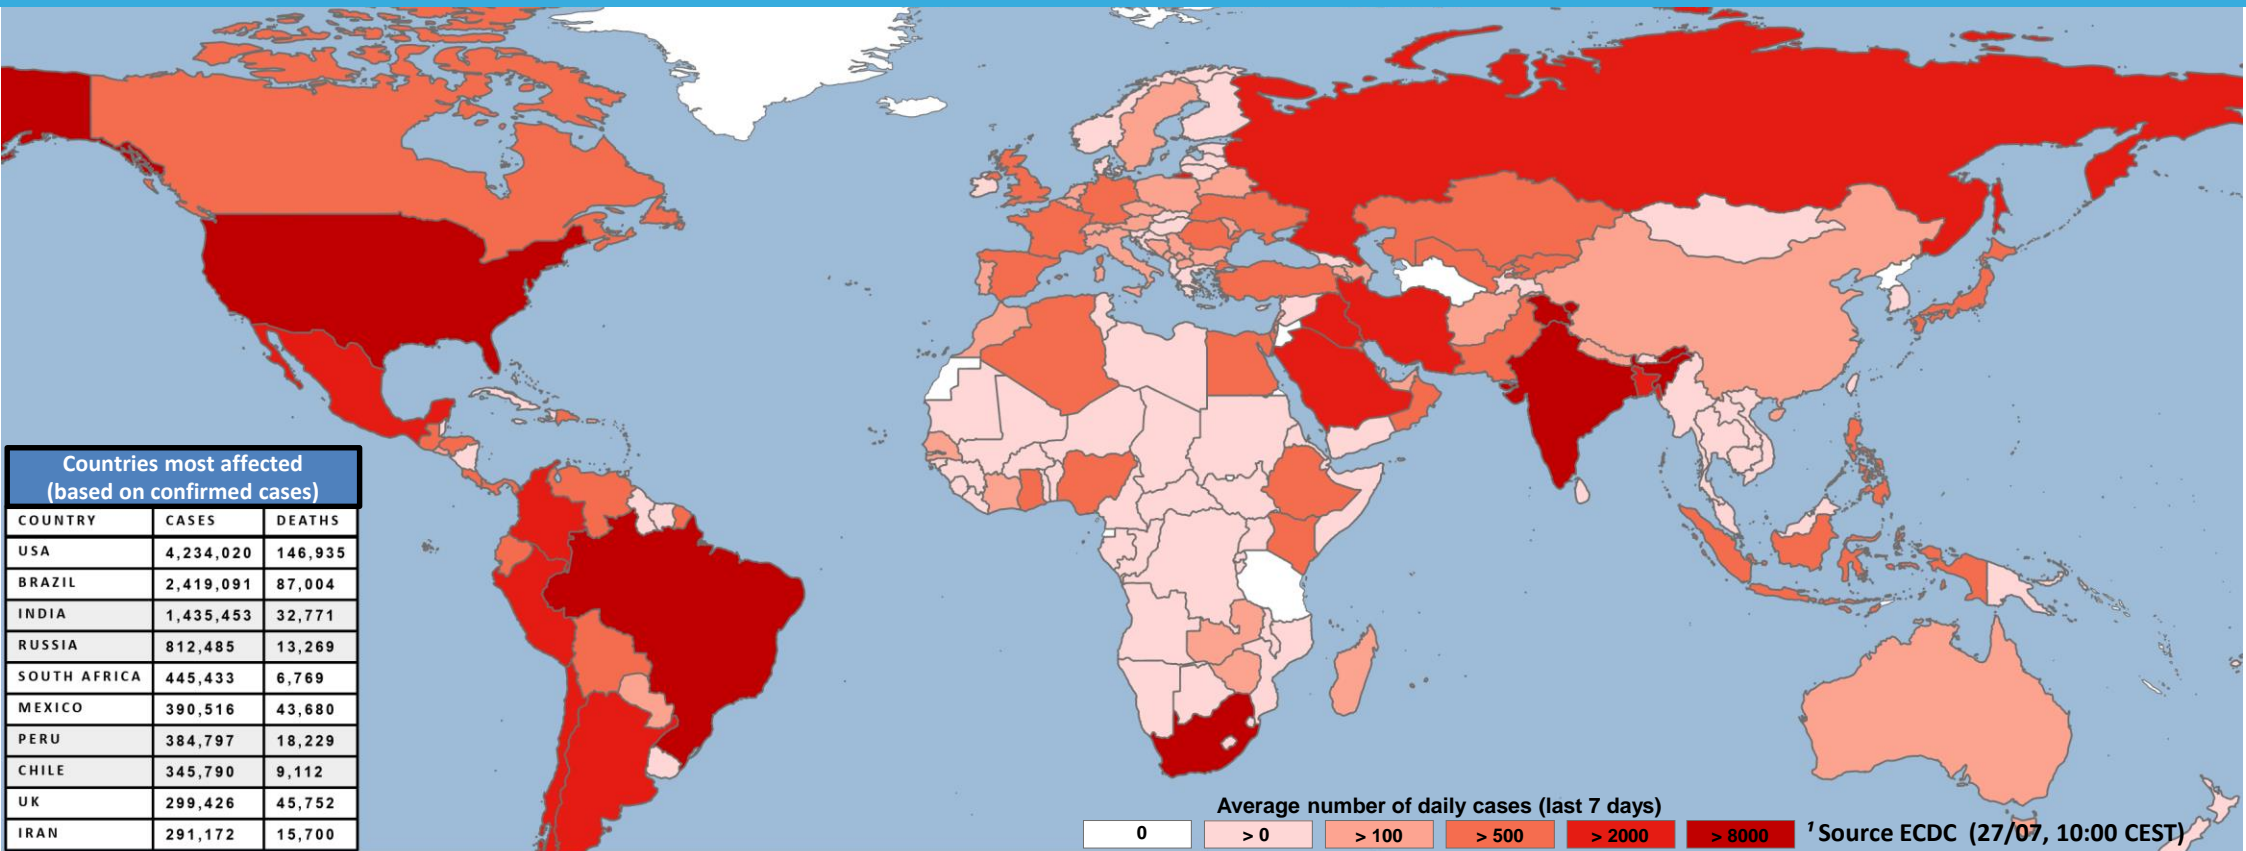 Countries most affected
(based on confirmed cases)
COUNTRY CASES DEATHS
USA 4,234,020 146,935
BRAZIL 2,419,091 87,004
INDIA 1,435,453 32,771
RUSSIA 812,485 13,269
SOUTH AFRICA 445,433 6,769
MEXICO 390,516 43,680
PERU 384,797 18,229
CHILE 345,790 9,112
UK 299,426 45,752
IRAN 291,172 15,700
Average number of daily cases (last 7 days)
0 > 0 > 100 > 500 > 2000 > 8000
¹ Source ECDC (27/07, 10:00 CEST)